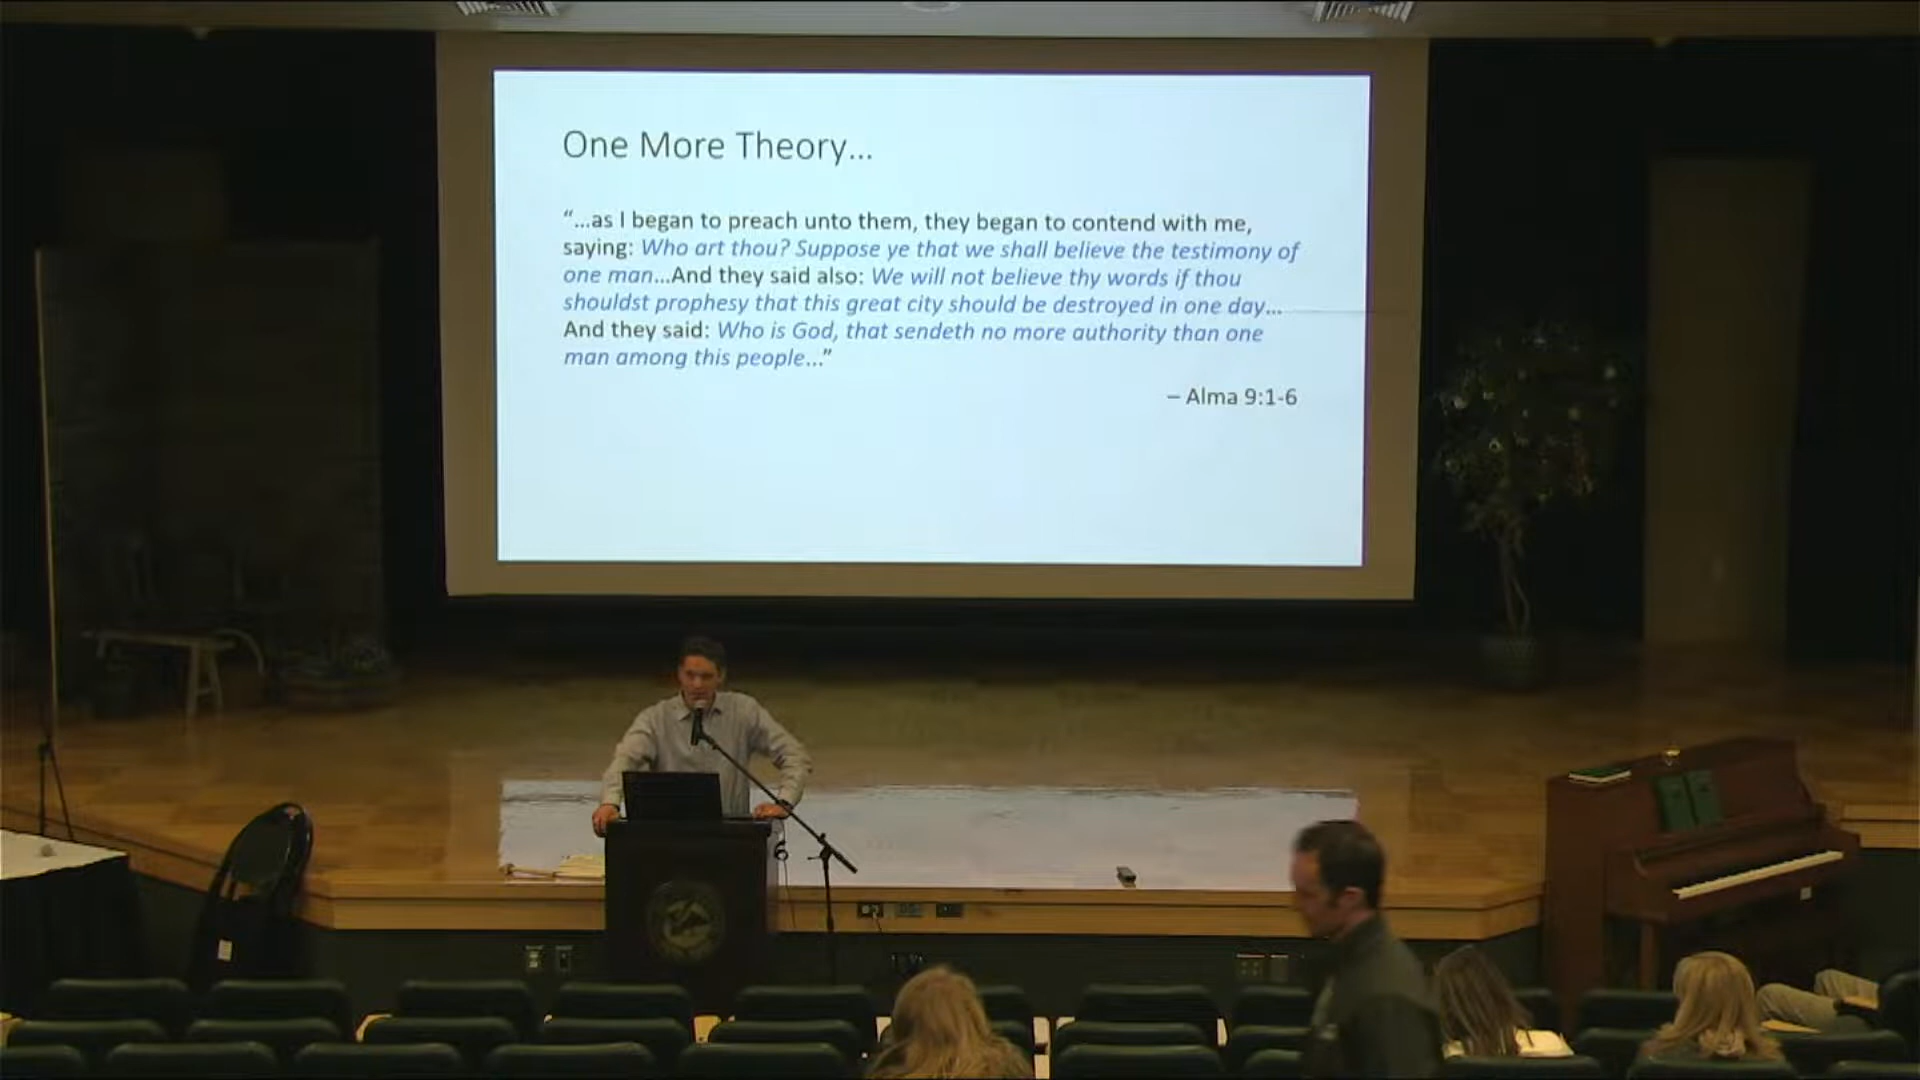 One More Theory...
“...as I began to preach unto them, they began to contend with me,
saying: Who art thou? Suppose ye that we shall believe the testimony of
one man...And they said also: We will not believe thy words if thou
shouldst prophesy that this great city should be destroyed in one day...
And they said: Who is God, that sendeth no more authority than one
man among this people...”
– Alma 9:1-6